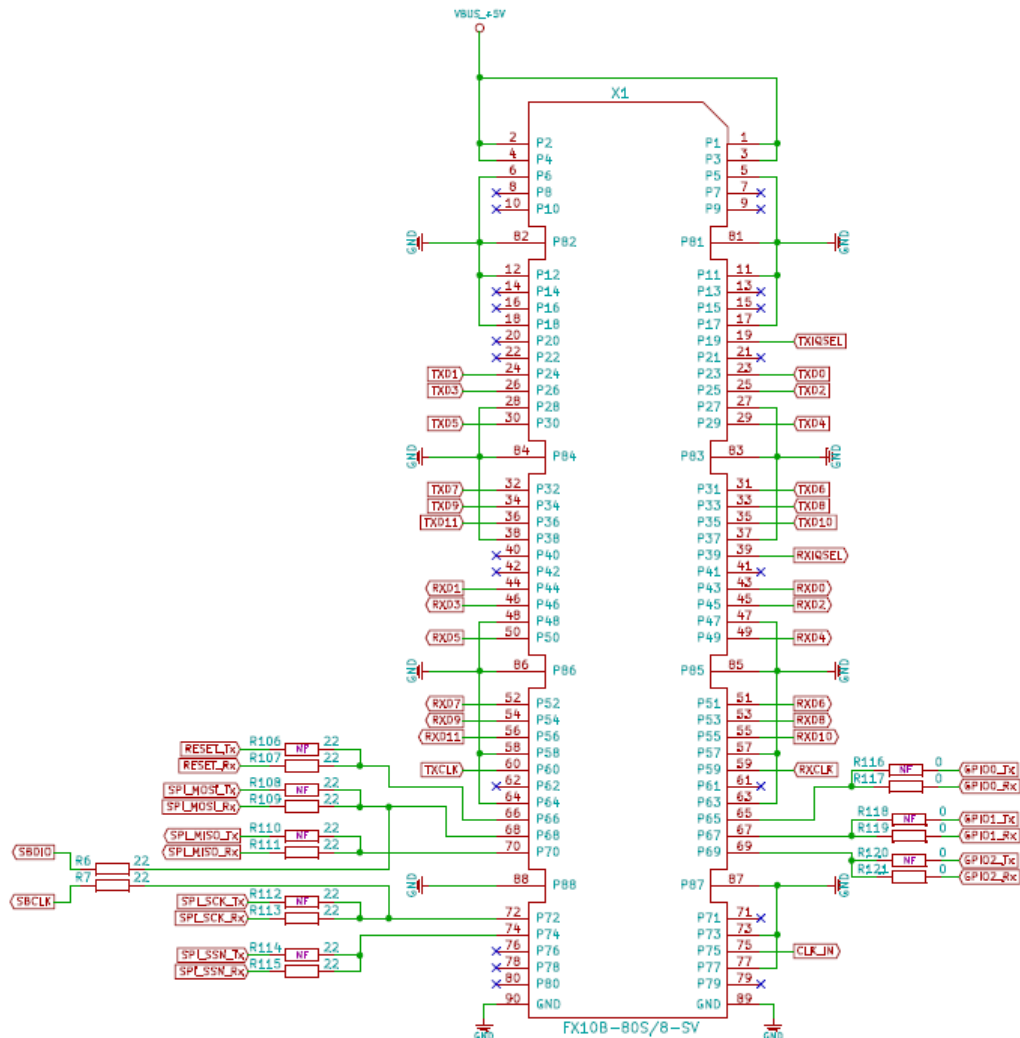 VBUS_+5V
X1
2 P2 P1 1
4 P4 P3 3
6 P6 P5 5
8 P8 P7 7
10 P10 P9 9
GND 82 P82 P81 81 GND
12 P12 P11 11
14 P14 P13 13
16 P16 P15 15
18 P18 P17 17
20 P20 P19 19 TXIQSEL
22 P22 P21 21
TXD1 24 P24 P23 23 TXD0
TXD3 26 P26 P25 25 TXD2
28 P28 P27 27
TXD5 30 P30 P29 29 TXD4
GND 84 P84 P83 83 GND
TXD7 32 P32 P31 31 TXD6
TXD9 34 P34 P33 33 TXD8
TXD11 36 P36 P35 35 TXD10
38 P38 P37 37
40 P40 P39 39 RXIQSEL
42 P42 P41 41
RXD1 44 P44 P43 43 RXD0
RXD3 46 P46 P45 45 RXD2
48 P48 P47 47
RXD5 50 P50 P49 49 RXD4
GND 86 P86 P85 85 GND
RXD7 52 P52 P51 51 RXD6
RXD9 54 P54 P53 53 RXD8
RXD11 56 P56 P55 55 RXD10
58 P58 P57 57
TXCLK 60 P60 P59 59 RXCLK
62 P62 P61 61
64 P64 P63 63
66 P66 P65 65
68 P68 P67 67
70 P70 P69 69
GND 88 P88 P87 87 GND
72 P72 P71 71
74 P74 P73 73
76 P76 P75 75 CLK_IN
78 P78 P77 77
80 P80 P79 79
90 GND GND 89
GND FX10B-80S/8-SV GND
RESET_Tx R106 NF 22
RESET_Rx R107 22
SPI_MOSI_Tx R108 NF 22
SPI_MOSI_Rx R109 22
SPI_MISO_Tx R110 NF 22
SPI_MISO_Rx R111 22
SBDIO R6 22
SBCLK R7 22
SPI_SCK_Tx R112 NF 22
SPI_SCK_Rx R113 22
SPI_SSN_Tx R114 NF 22
SPI_SSN_Rx R115 22
R116 NF 0 GPIO0_Tx
R117 0 GPIO0_Rx
R118 NF 0 GPIO1_Tx
R119 0 GPIO1_Rx
R120 NF 0 GPIO2_Tx
R121 0 GPIO2_Rx